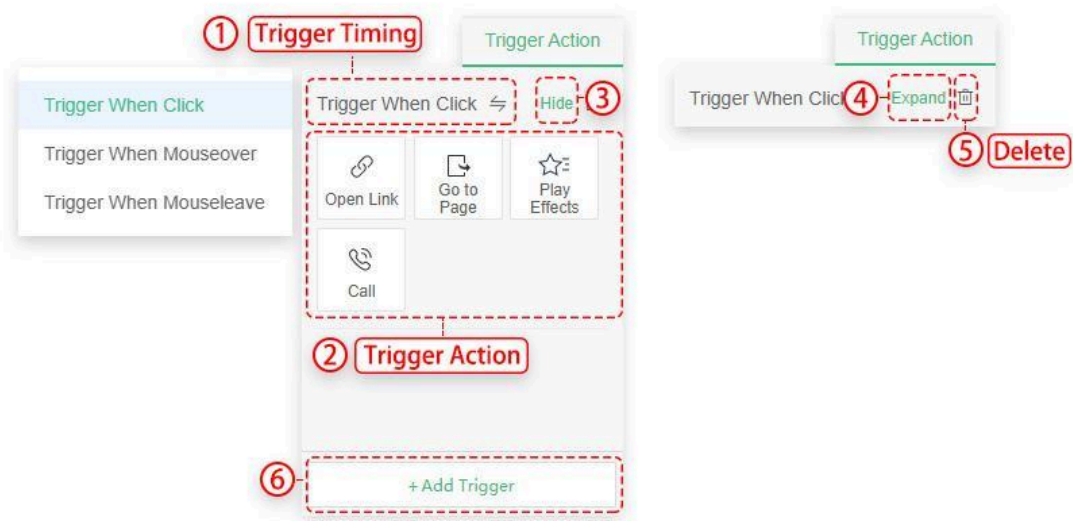 ① Trigger Timing
Trigger Action
Trigger When Click
Trigger When Mouseover
Trigger When Mouseleave
Trigger When Click
Hide
③
Open Link
Go to
Page
Play
Effects
Call
② Trigger Action
⑥
+ Add Trigger
Trigger Action
Trigger When Clic
④
Expand
⑤ Delete